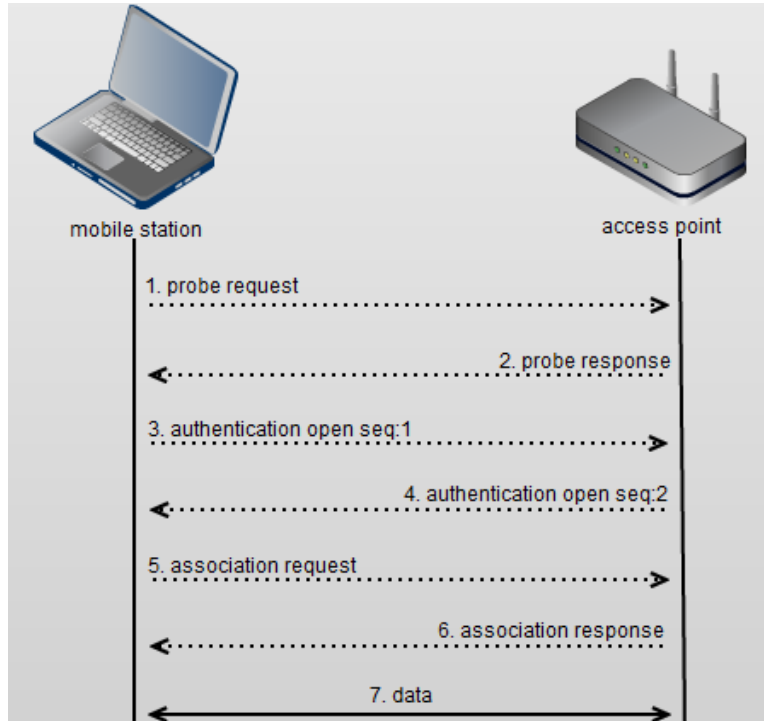 mobile station
access point
1. probe request
2. probe response
3. authentication open seq:1
4. authentication open seq:2
5. association request
6. association response
7. data